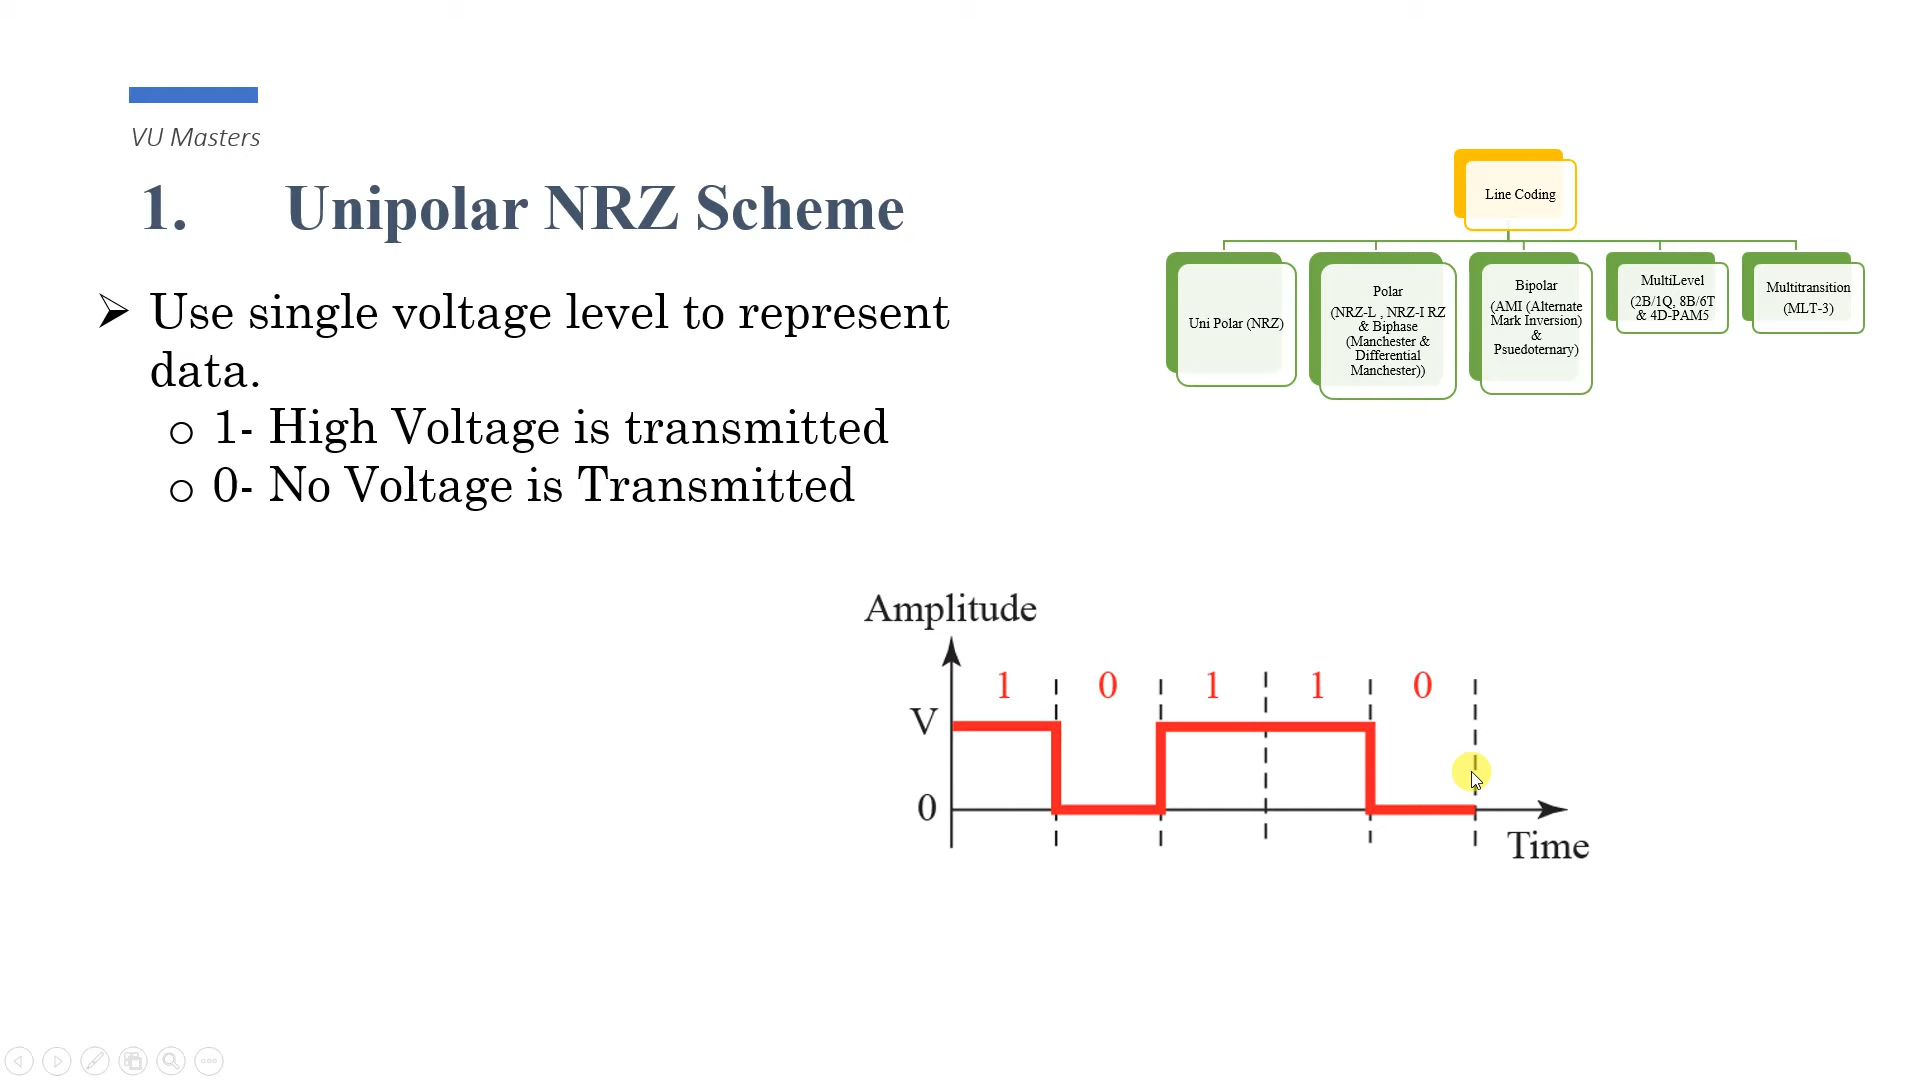 VU Masters
1. Unipolar NRZ Scheme
➢ Use single voltage level to represent
data.
o 1- High Voltage is transmitted
o 0- No Voltage is Transmitted
Line Coding
Uni Polar (NRZ)
Polar
(NRZ-L , NRZ-I RZ
& Biphase
(Manchester &
Differential
Manchester))
Bipolar
(AMI (Alternate
Mark Inversion)
&
Psuedoternary)
MultiLevel
(2B/1Q, 8B/6T
& 4D-PAM5
Multitransition
(MLT-3)
Amplitude
1 0 1 1 0
V
0
Time